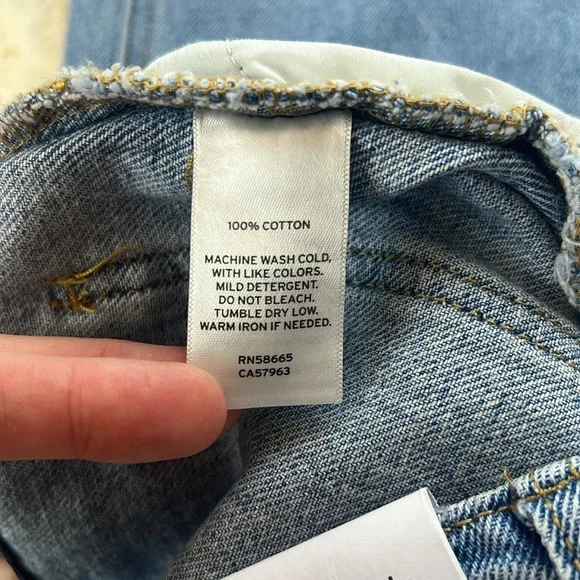 100% COTTON
MACHINE WASH COLD,
WITH LIKE COLORS.
MILD DETERGENT.
DO NOT BLEACH.
TUMBLE DRY LOW.
WARM IRON IF NEEDED.
RN58665
CA57963